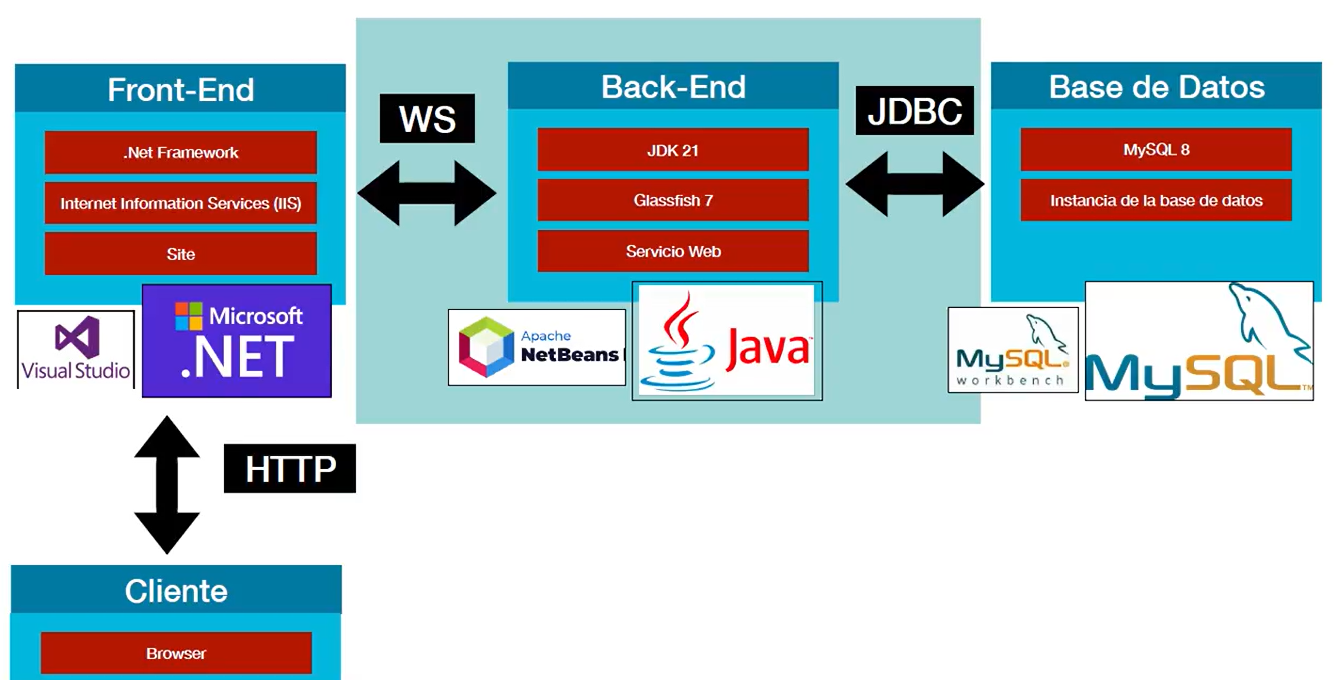 Front-End
.Net Framework
Internet Information Services (IIS)
Site
Visual Studio
Microsoft
.NET
WS
Back-End
JDK 21
Glassfish 7
Servicio Web
Apache
NetBeans
Java
JDBC
Base de Datos
MySQL 8
Instancia de la base de datos
MySQL
workbench
MySQL™
HTTP
Cliente
Browser